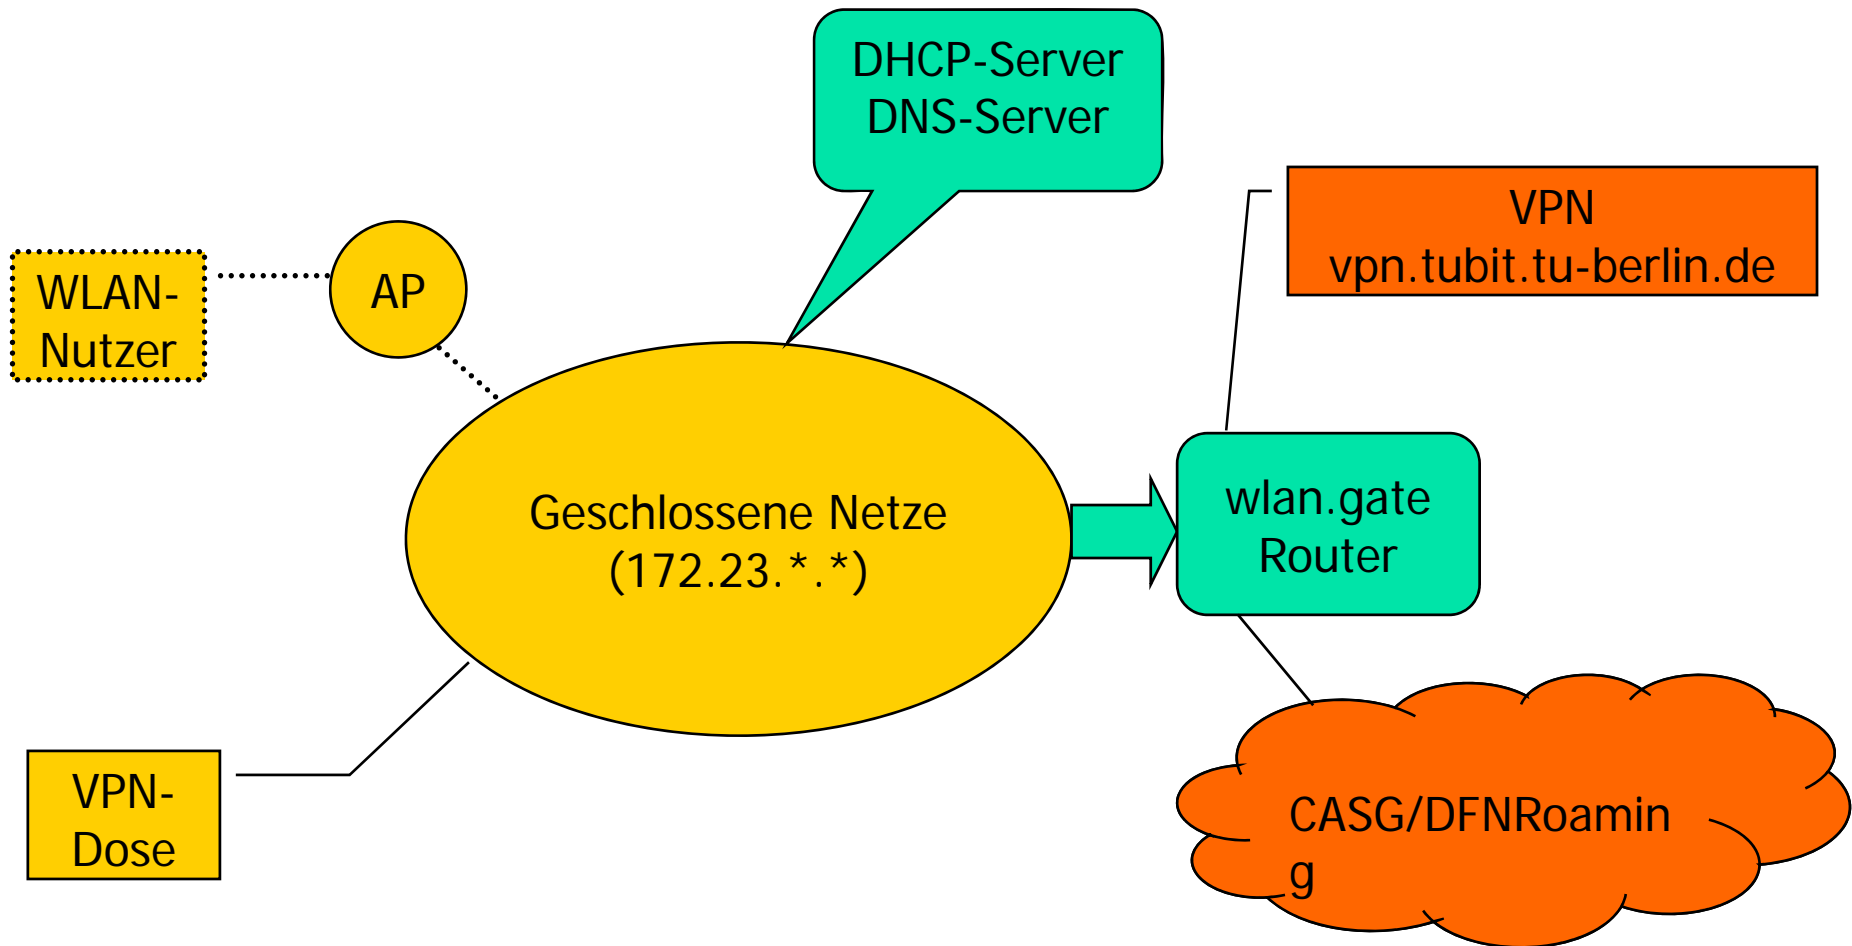 DHCP-Server
DNS-Server
VPN
vpn.tubit.tu-berlin.de
WLAN-
Nutzer
AP
Geschlossene Netze
(172.23.*.*)
wlan.gate
Router
VPN-
Dose
CASG/DFNRoamin
g